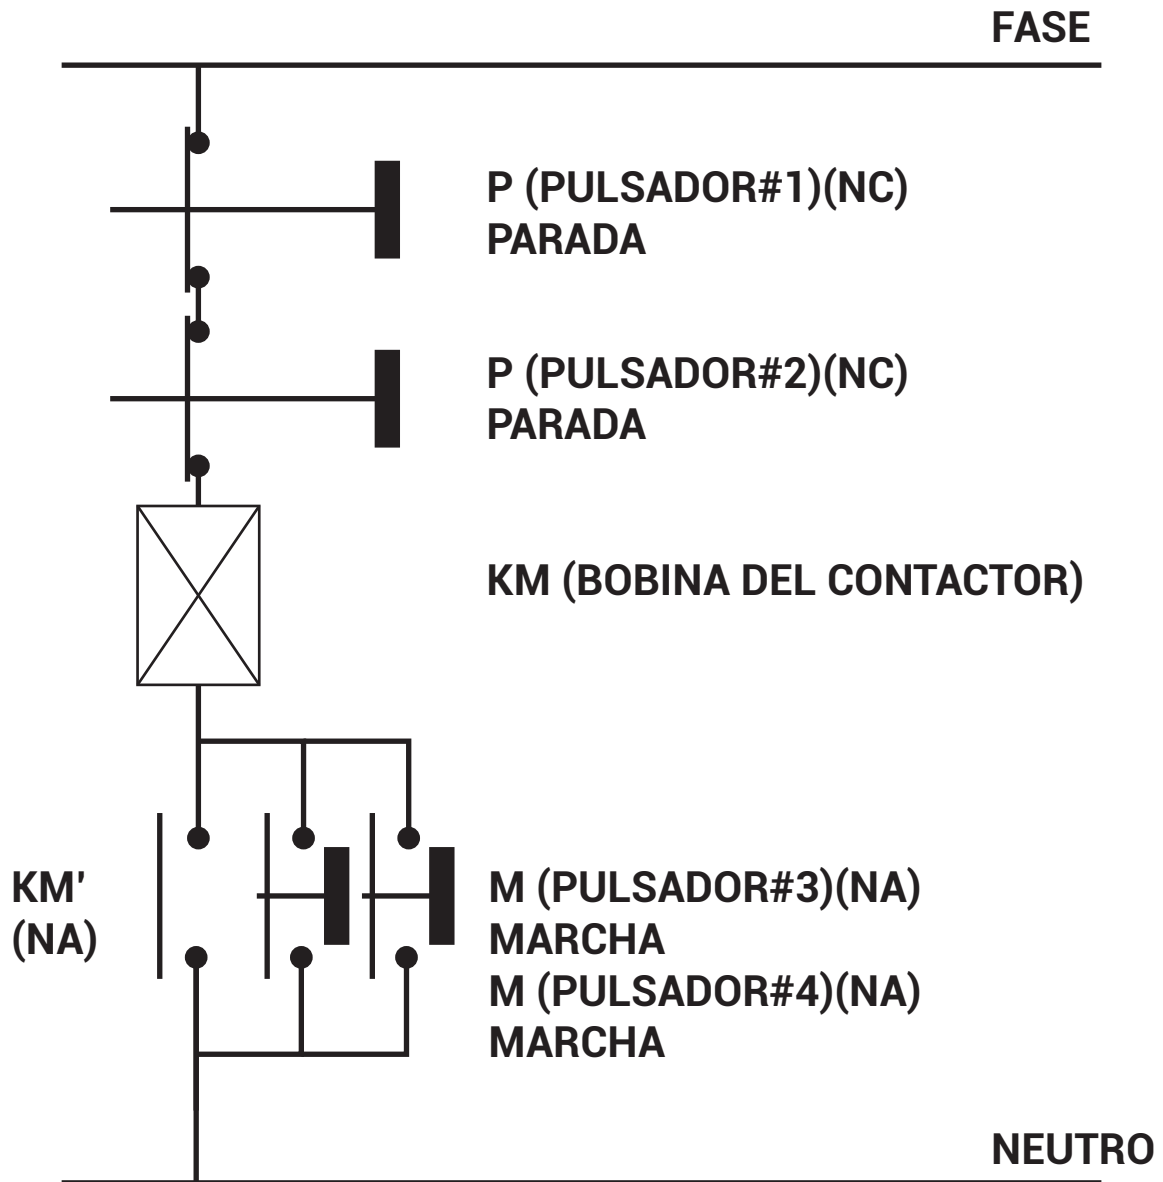 FASE
P (PULSADOR#1)(NC)
PARADA
P (PULSADOR#2)(NC)
PARADA
KM (BOBINA DEL CONTACTOR)
KM'
(NA)
M (PULSADOR#3)(NA)
MARCHA
M (PULSADOR#4)(NA)
MARCHA
NEUTRO